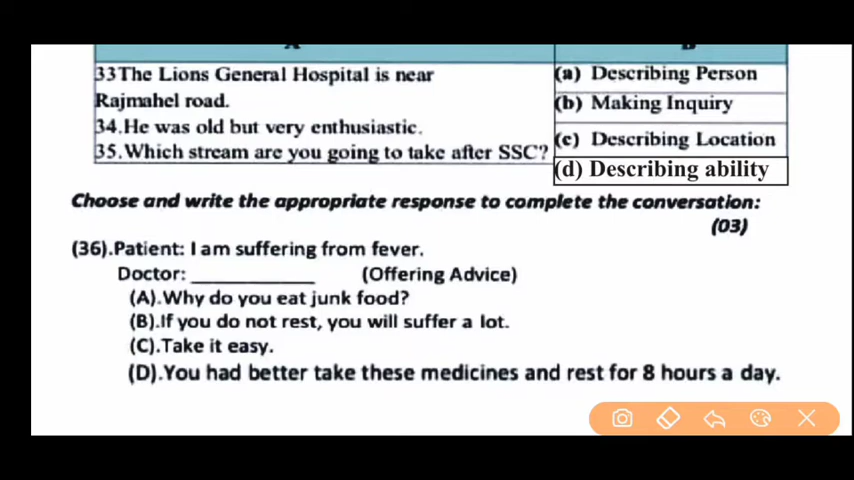 A
B
33The Lions General Hospital is near
Rajmahel road.
34.He was old but very enthusiastic.
35.Which stream are you going to take after SSC?
(a) Describing Person
(b) Making Inquiry
(c) Describing Location
(d) Describing ability
Choose and write the appropriate response to complete the conversation:
(03)
(36).Patient: I am suffering from fever.
Doctor: ____________ (Offering Advice)
(A).Why do you eat junk food?
(B).If you do not rest, you will suffer a lot.
(C).Take it easy.
(D).You had better take these medicines and rest for 8 hours a day.